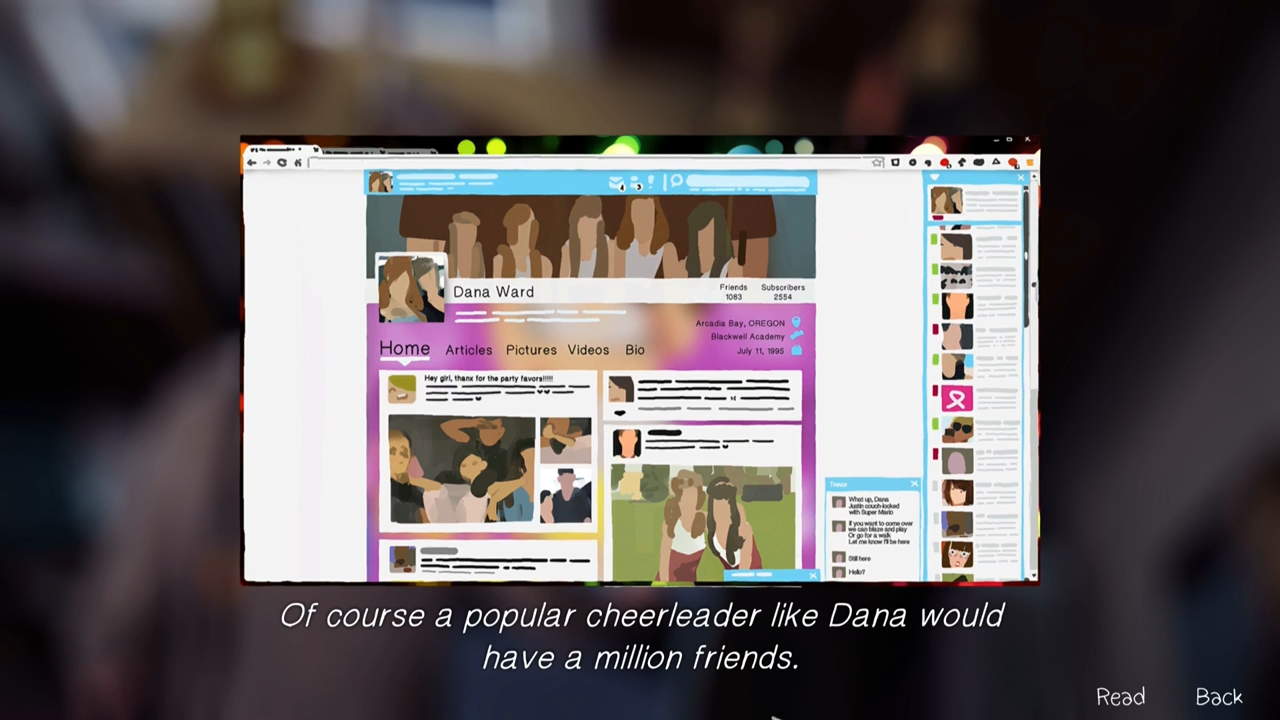 Dana Ward
Friends
1083
Subscribers
2554
Arcadia Bay, OREGON
Blackwell Academy
July 11, 1995
Home
Articles
Pictures
Videos
Bio
Hey girl, thanx for the party favors!!!!!
4
3
Trevor
What up, Dana
Justin couch-locked
with Super Mario
If you want to come over
we can blaze and play
Or go for a walk
Let me know I'll be here
Still here
Hello?
Of course a popular cheerleader like Dana would
have a million friends.
Read
Back